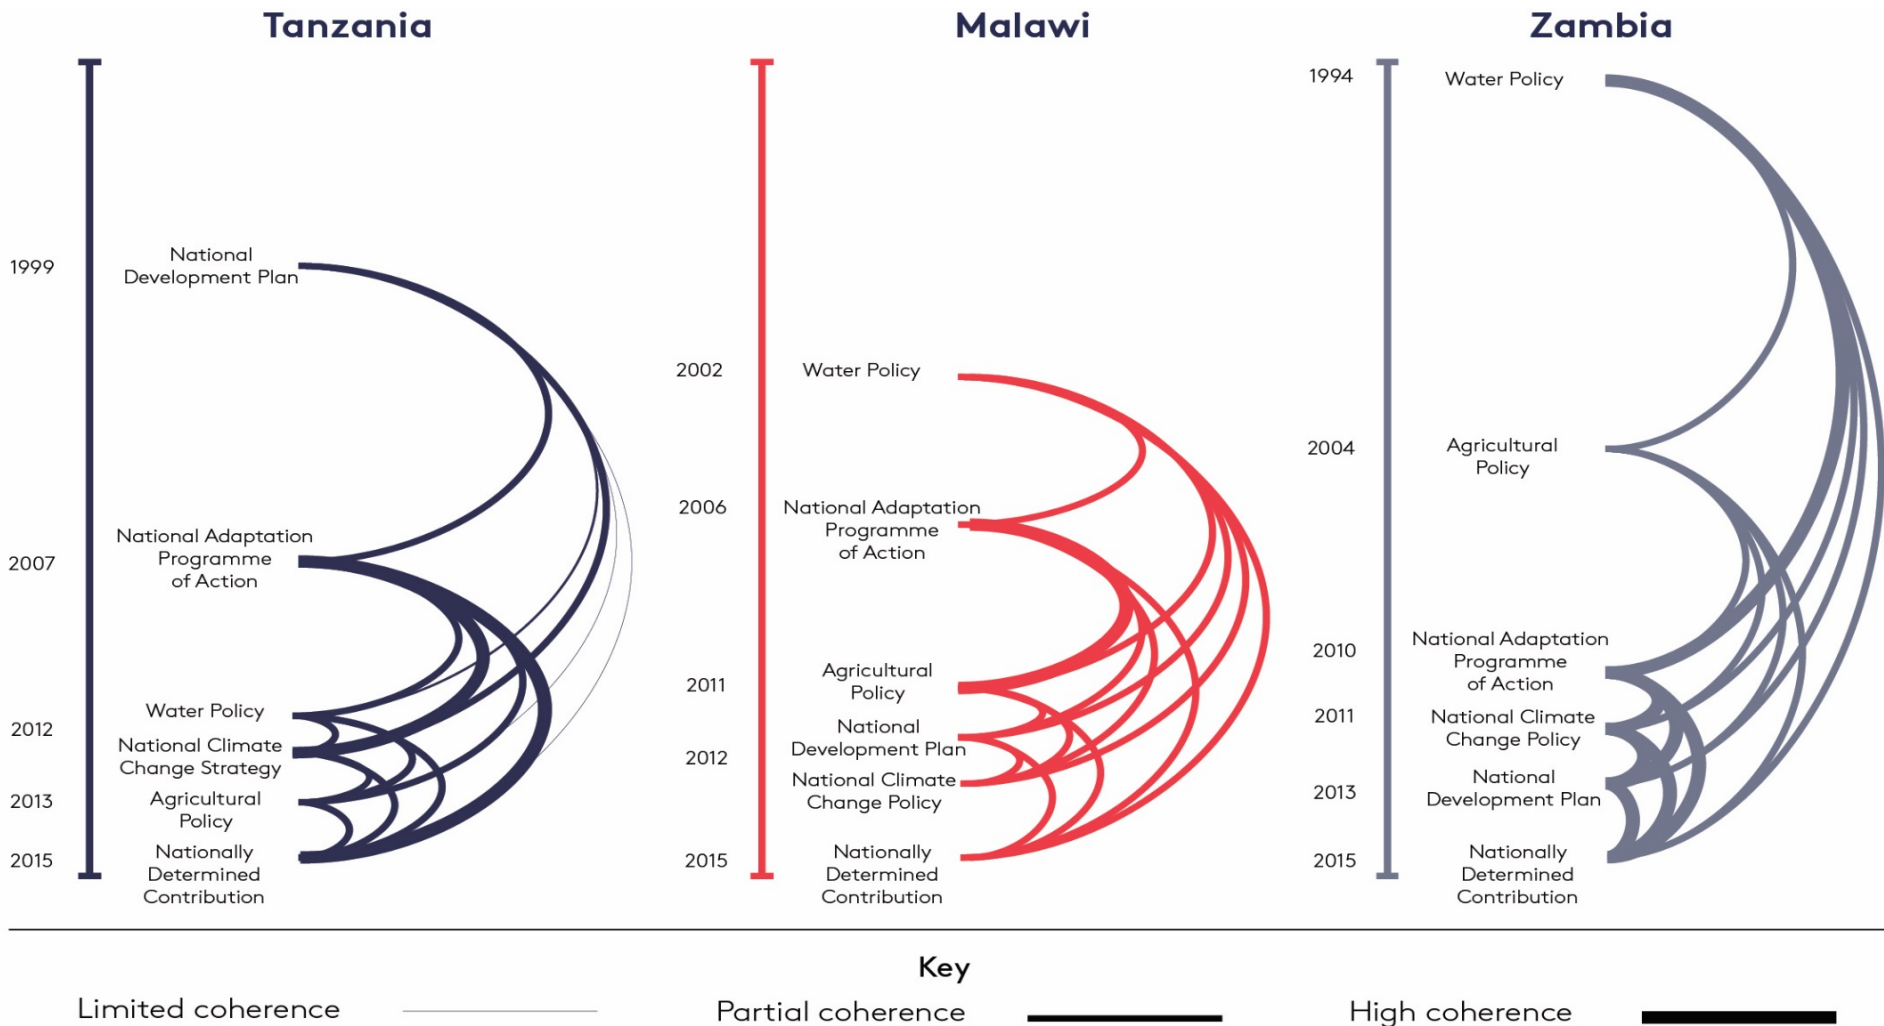 Tanzania
1999
National
Development Plan
2007
National Adaptation
Programme
of Action
Water Policy
2012
National Climate
Change Strategy
2013
Agricultural
Policy
2015
Nationally
Determined
Contribution
Malawi
2002
Water Policy
2006
National Adaptation
Programme
of Action
2011
Agricultural
Policy
National
Development Plan
2012
National Climate
Change Policy
2015
Nationally
Determined
Contribution
Zambia
1994
Water Policy
2004
Agricultural
Policy
2010
National Adaptation
Programme
of Action
2011
National Climate
Change Policy
2013
National
Development Plan
2015
Nationally
Determined
Contribution
Key
Limited coherence
Partial coherence
High coherence